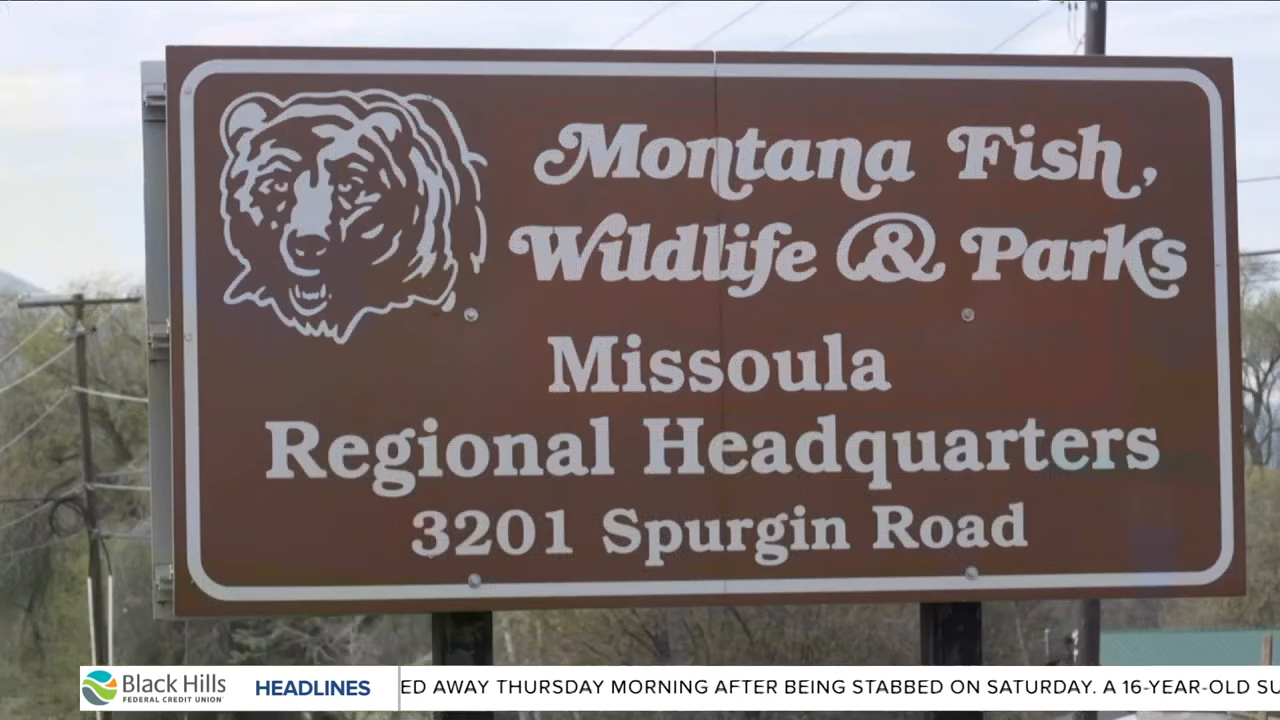 Montana Fish,
Wildlife & Parks
Missoula
Regional Headquarters
3201 Spurgin Road
Black Hills
FEDERAL CREDIT UNION
HEADLINES
ED AWAY THURSDAY MORNING AFTER BEING STABBED ON SATURDAY. A 16-YEAR-OLD SU